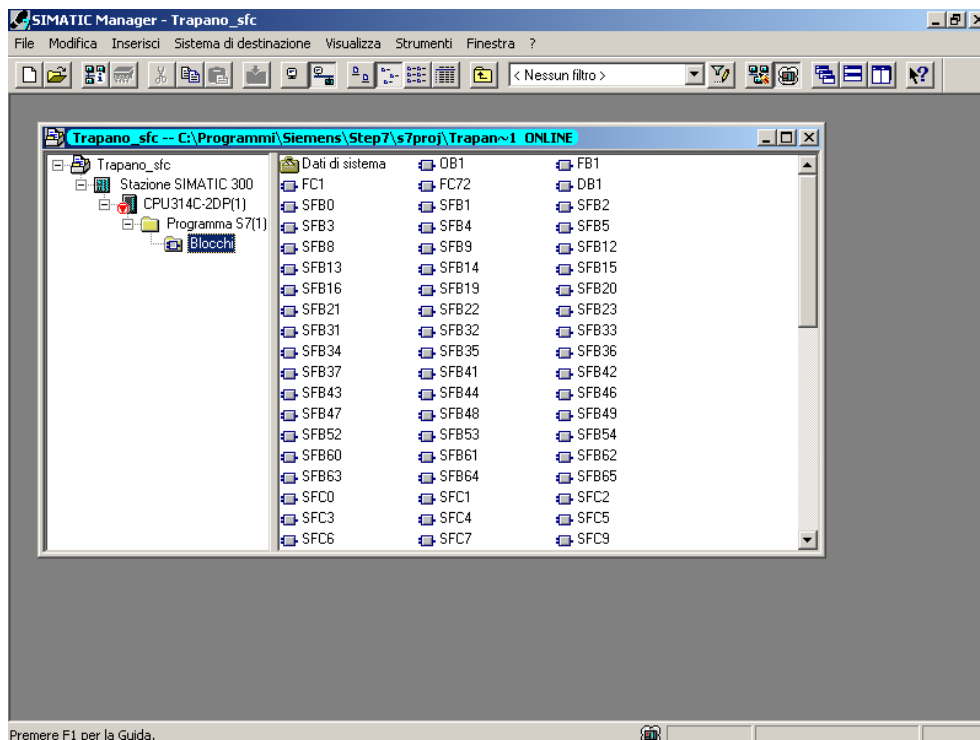 SIMATIC Manager - Trapano_sfc
File Modifica Inserisci Sistema di destinazione Visualizza Strumenti Finestra ?
< Nessun filtro >
Trapano_sfc -- C:\Programmi\Siemens\Step7\s7proj\Trapan~1 ONLINE
Trapano_sfc
Stazione SIMATIC 300
CPU314C-2DP(1)
Programma S7(1)
Blocchi
Dati di sistema OB1 FB1
FC1 FC72 DB1
SFB0 SFB1 SFB2
SFB3 SFB4 SFB5
SFB8 SFB9 SFB12
SFB13 SFB14 SFB15
SFB16 SFB19 SFB20
SFB21 SFB22 SFB23
SFB31 SFB32 SFB33
SFB34 SFB35 SFB36
SFB37 SFB41 SFB42
SFB43 SFB44 SFB46
SFB47 SFB48 SFB49
SFB52 SFB53 SFB54
SFB60 SFB61 SFB62
SFB63 SFB64 SFB65
SFC0 SFC1 SFC2
SFC3 SFC4 SFC5
SFC6 SFC7 SFC9
Premere F1 per la Guida.